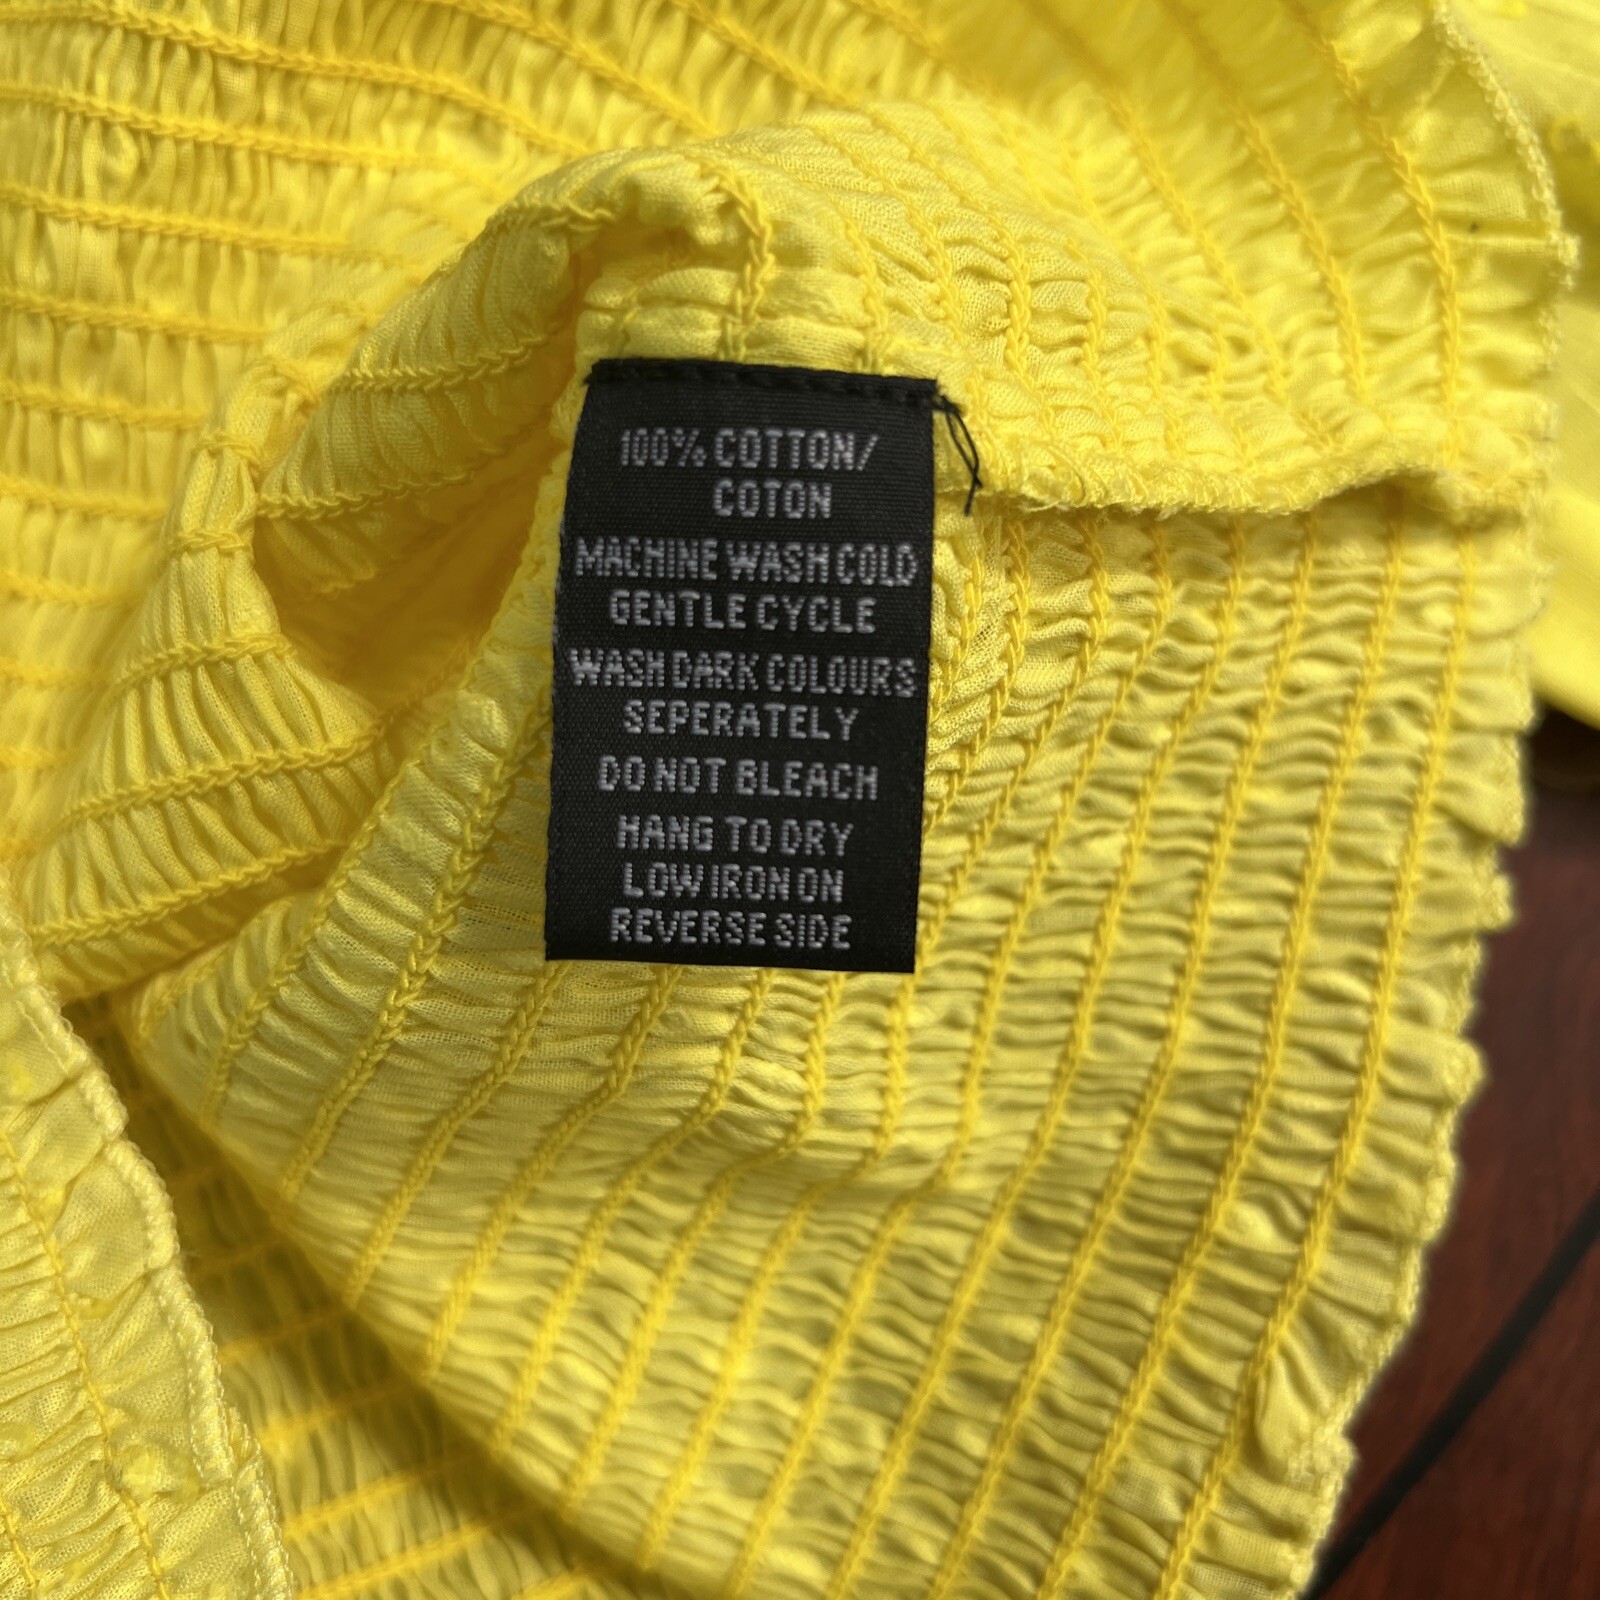 100% COTTON/
COTON
MACHINE WASH COLD
GENTLE CYCLE
WASH DARK COLOURS
SEPERATELY
DO NOT BLEACH
HANG TO DRY
LOW IRON ON
REVERSE SIDE